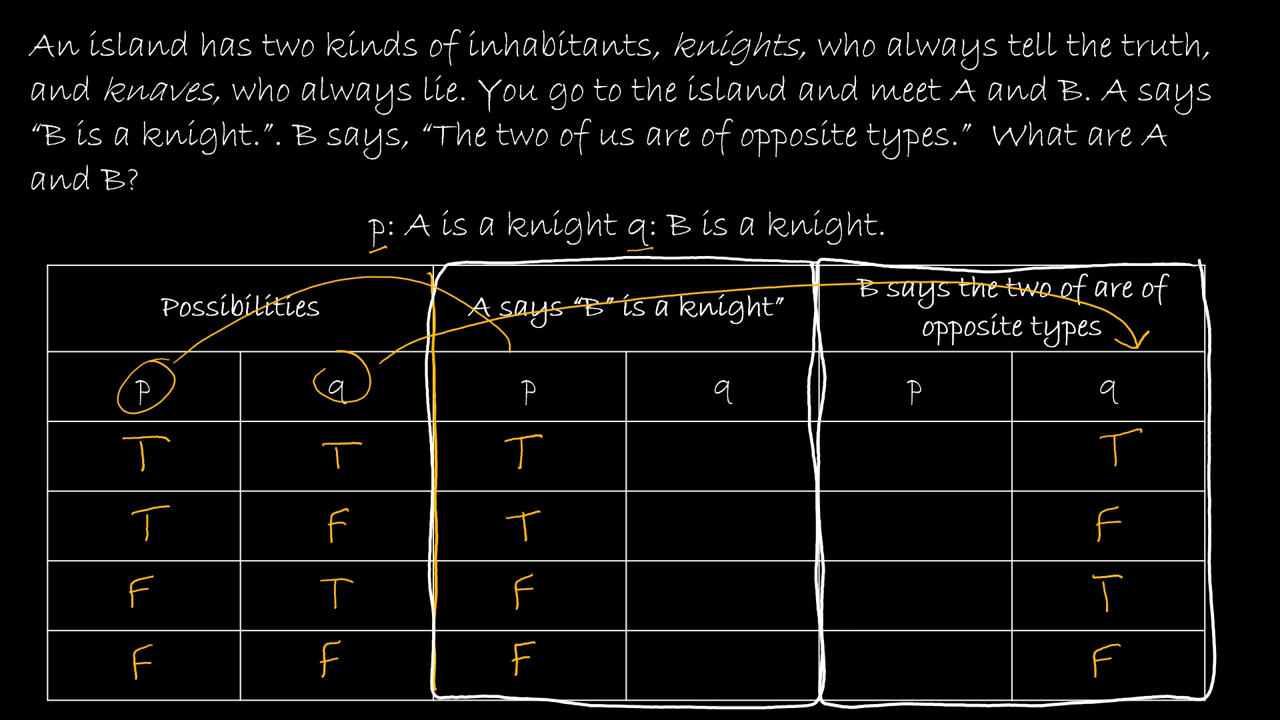 An island has two kinds of inhabitants, knights, who always tell the truth,
and knaves, who always lie. You go to the island and meet A and B. A says
“B is a knight.”. B says, “The two of us are of opposite types.” What are A
and B?
p: A is a knight q: B is a knight.
Possibilities A says “B” is a knight” B says the two of are of
opposite types
p q p q p q
T T T T
T F T F
F T F T
F F F F